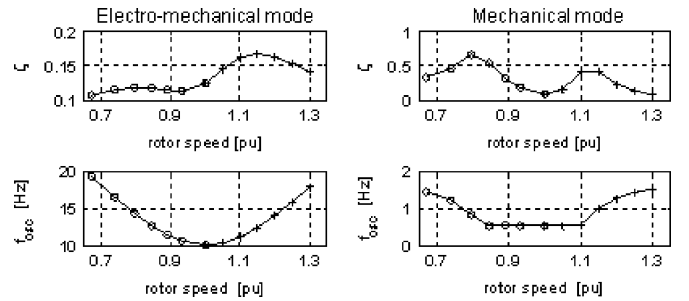 Electro-mechanical mode
Mechanical mode
0.2
0.15
0.1
ζ
0.7 0.9 1.1 1.3
rotor speed [pu]
1
0.5
0
ζ
0.7 0.9 1.1 1.3
rotor speed [pu]
20
15
10
fosc [Hz]
0.7 0.9 1.1 1.3
rotor speed [pu]
2
1
0
fosc [Hz]
0.7 0.9 1.1 1.3
rotor speed [pu]